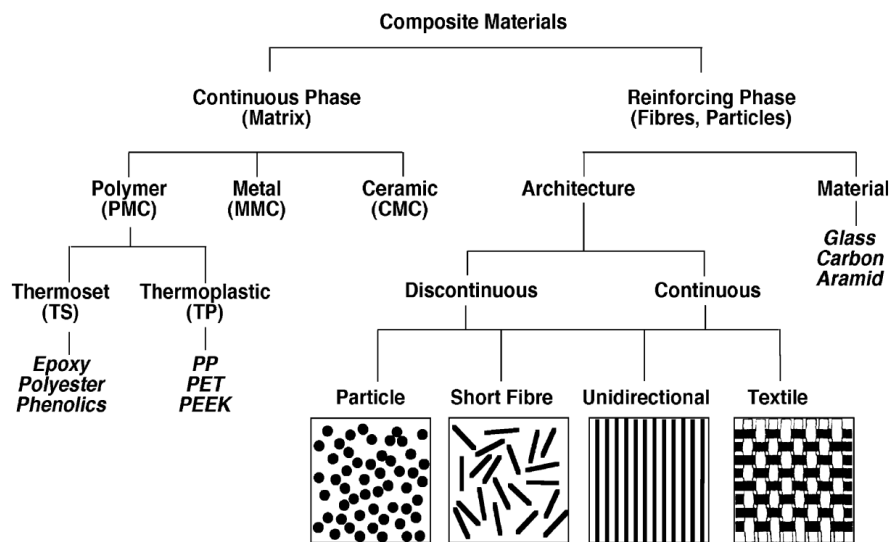 Composite Materials
Continuous Phase
(Matrix)
Reinforcing Phase
(Fibres, Particles)
Polymer
(PMC)
Metal
(MMC)
Ceramic
(CMC)
Architecture
Material
Glass
Carbon
Aramid
Thermoset
(TS)
Thermoplastic
(TP)
Discontinuous
Continuous
Epoxy
Polyester
Phenolics
PP
PET
PEEK
Particle
Short Fibre
Unidirectional
Textile